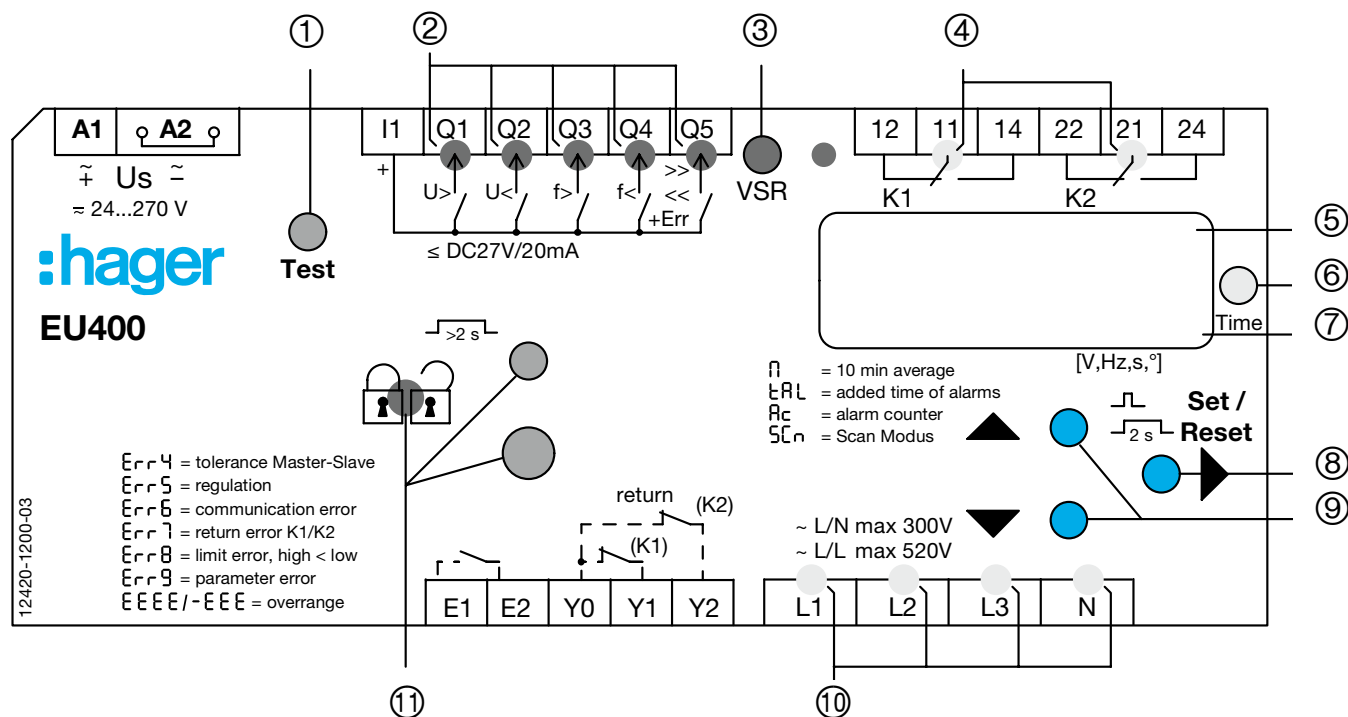 ① ② ③ ④
A1 A2 I1 Q1 Q2 Q3 Q4 Q5 12 11 14 22 21 24
+ Us −
≂ 24...270 V
+ U> U< f> f< >>
<<
+Err
VSR
K1 K2
≤ DC27V/20mA
Test
:hager
EU400
⑤
⑥
Time
⑦
[V,Hz,s,°]
>2 s
n = 10 min average
tAL = added time of alarms
Ac = alarm counter
SCn = Scan Modus
Set /
Reset
2 s
⑧
⑨
Err4 = tolerance Master-Slave
Err5 = regulation
Err6 = communication error
Err7 = return error K1/K2
Err8 = limit error, high < low
Err9 = parameter error
EEEE/-EEE = overrange
12420-1200-03
return (K2)
(K1)
~ L/N max 300V
~ L/L max 520V
E1 E2 Y0 Y1 Y2 L1 L2 L3 N
⑪ ⑩